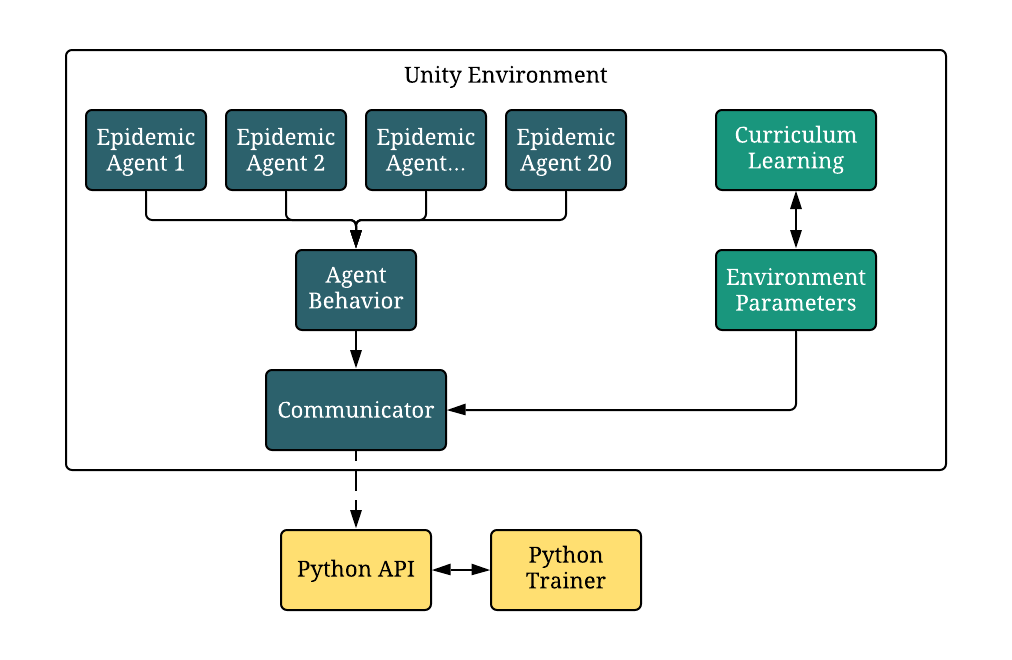 Unity Environment
Epidemic
Agent 1
Epidemic
Agent 2
Epidemic
Agent...
Epidemic
Agent 20
Curriculum
Learning
Agent
Behavior
Environment
Parameters
Communicator
Python API
Python
Trainer